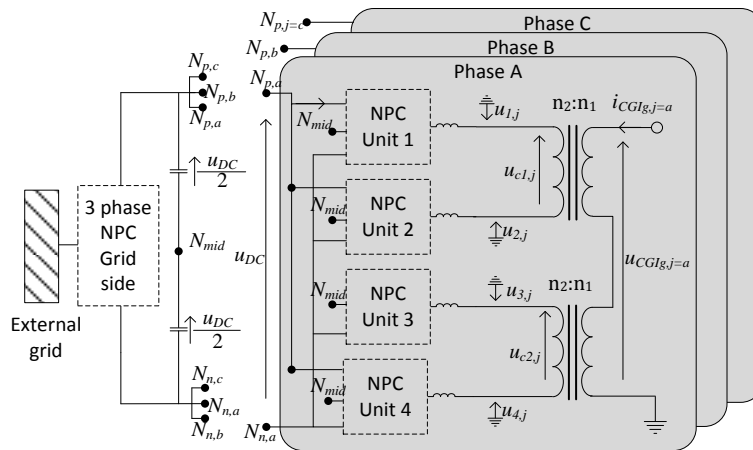 N_{p,j=c}
Phase C
N_{p,b}
Phase B
N_{p,c}
N_{p,b}
N_{p,a}
N_{p,a}
Phase A
u_{DC}
2
N_{mid}
NPC
Unit 1
u_{1,j}
n_2:n_1
i_{CGIg,j=a}
u_{c1,j}
3 phase
NPC
Grid
side
N_{mid}
u_{DC}
N_{mid}
NPC
Unit 2
u_{2,j}
u_{CGIg,j=a}
External
grid
u_{DC}
2
N_{mid}
NPC
Unit 3
u_{3,j}
n_2:n_1
u_{c2,j}
N_{n,c}
N_{n,a}
N_{n,b}
N_{n,a}
N_{mid}
NPC
Unit 4
u_{4,j}